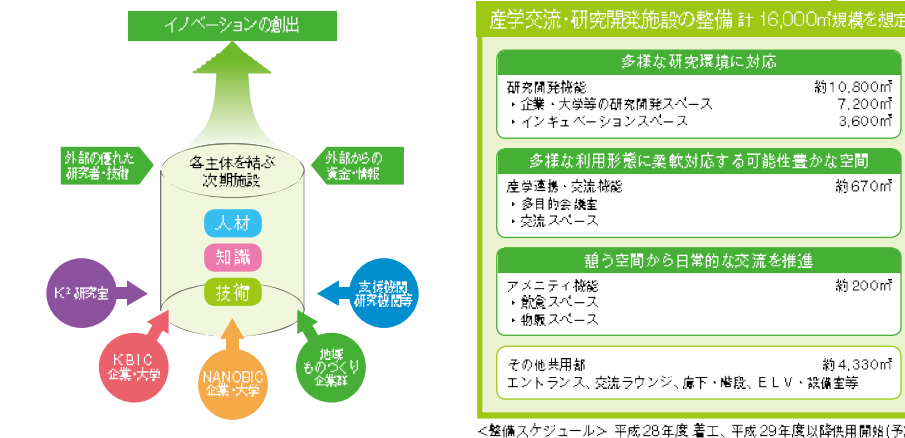 イノベーションの創出
外部の優れた
研究者・技術
各主体を結ぶ
次期施設
外部からの
資金・情報
人材
知識
技術
K²研究室
支援機関
研究機関等
KBIC
企業・大学
NANOBIC
企業・大学
地域
ものづくり
企業群
産学交流・研究開発施設の整備 計 16,000㎡規模を想定
多様な研究環境に対応
研究開発機能 約10,800㎡
・企業・大学等の研究開発スペース 7,200㎡
・インキュベーションスペース 3,600㎡
多様な利用形態に柔軟対応する可能性豊かな空間
産学連携・交流機能 約670㎡
・多目的会議室
・交流スペース
憩う空間から日常的な交流を推進
アメニティ機能 約200㎡
・飲食スペース
・物販スペース
その他共用部 約4,330㎡
エントランス、交流ラウンジ、廊下・階段、ELV・設備室等
<整備スケジュール> 平成28年度 着工、平成29年度以降供用開始(予